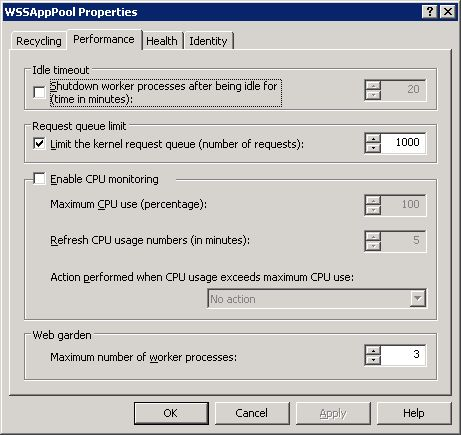 WSSAppPool Properties
Recycling Performance Health Identity
Idle timeout
Shutdown worker processes after being idle for
(time in minutes):
20
Request queue limit
Limit the kernel request queue (number of requests):
1000
Enable CPU monitoring
Maximum CPU use (percentage):
100
Refresh CPU usage numbers (in minutes):
5
Action performed when CPU usage exceeds maximum CPU use:
No action
Web garden
Maximum number of worker processes:
3
OK Cancel Apply Help